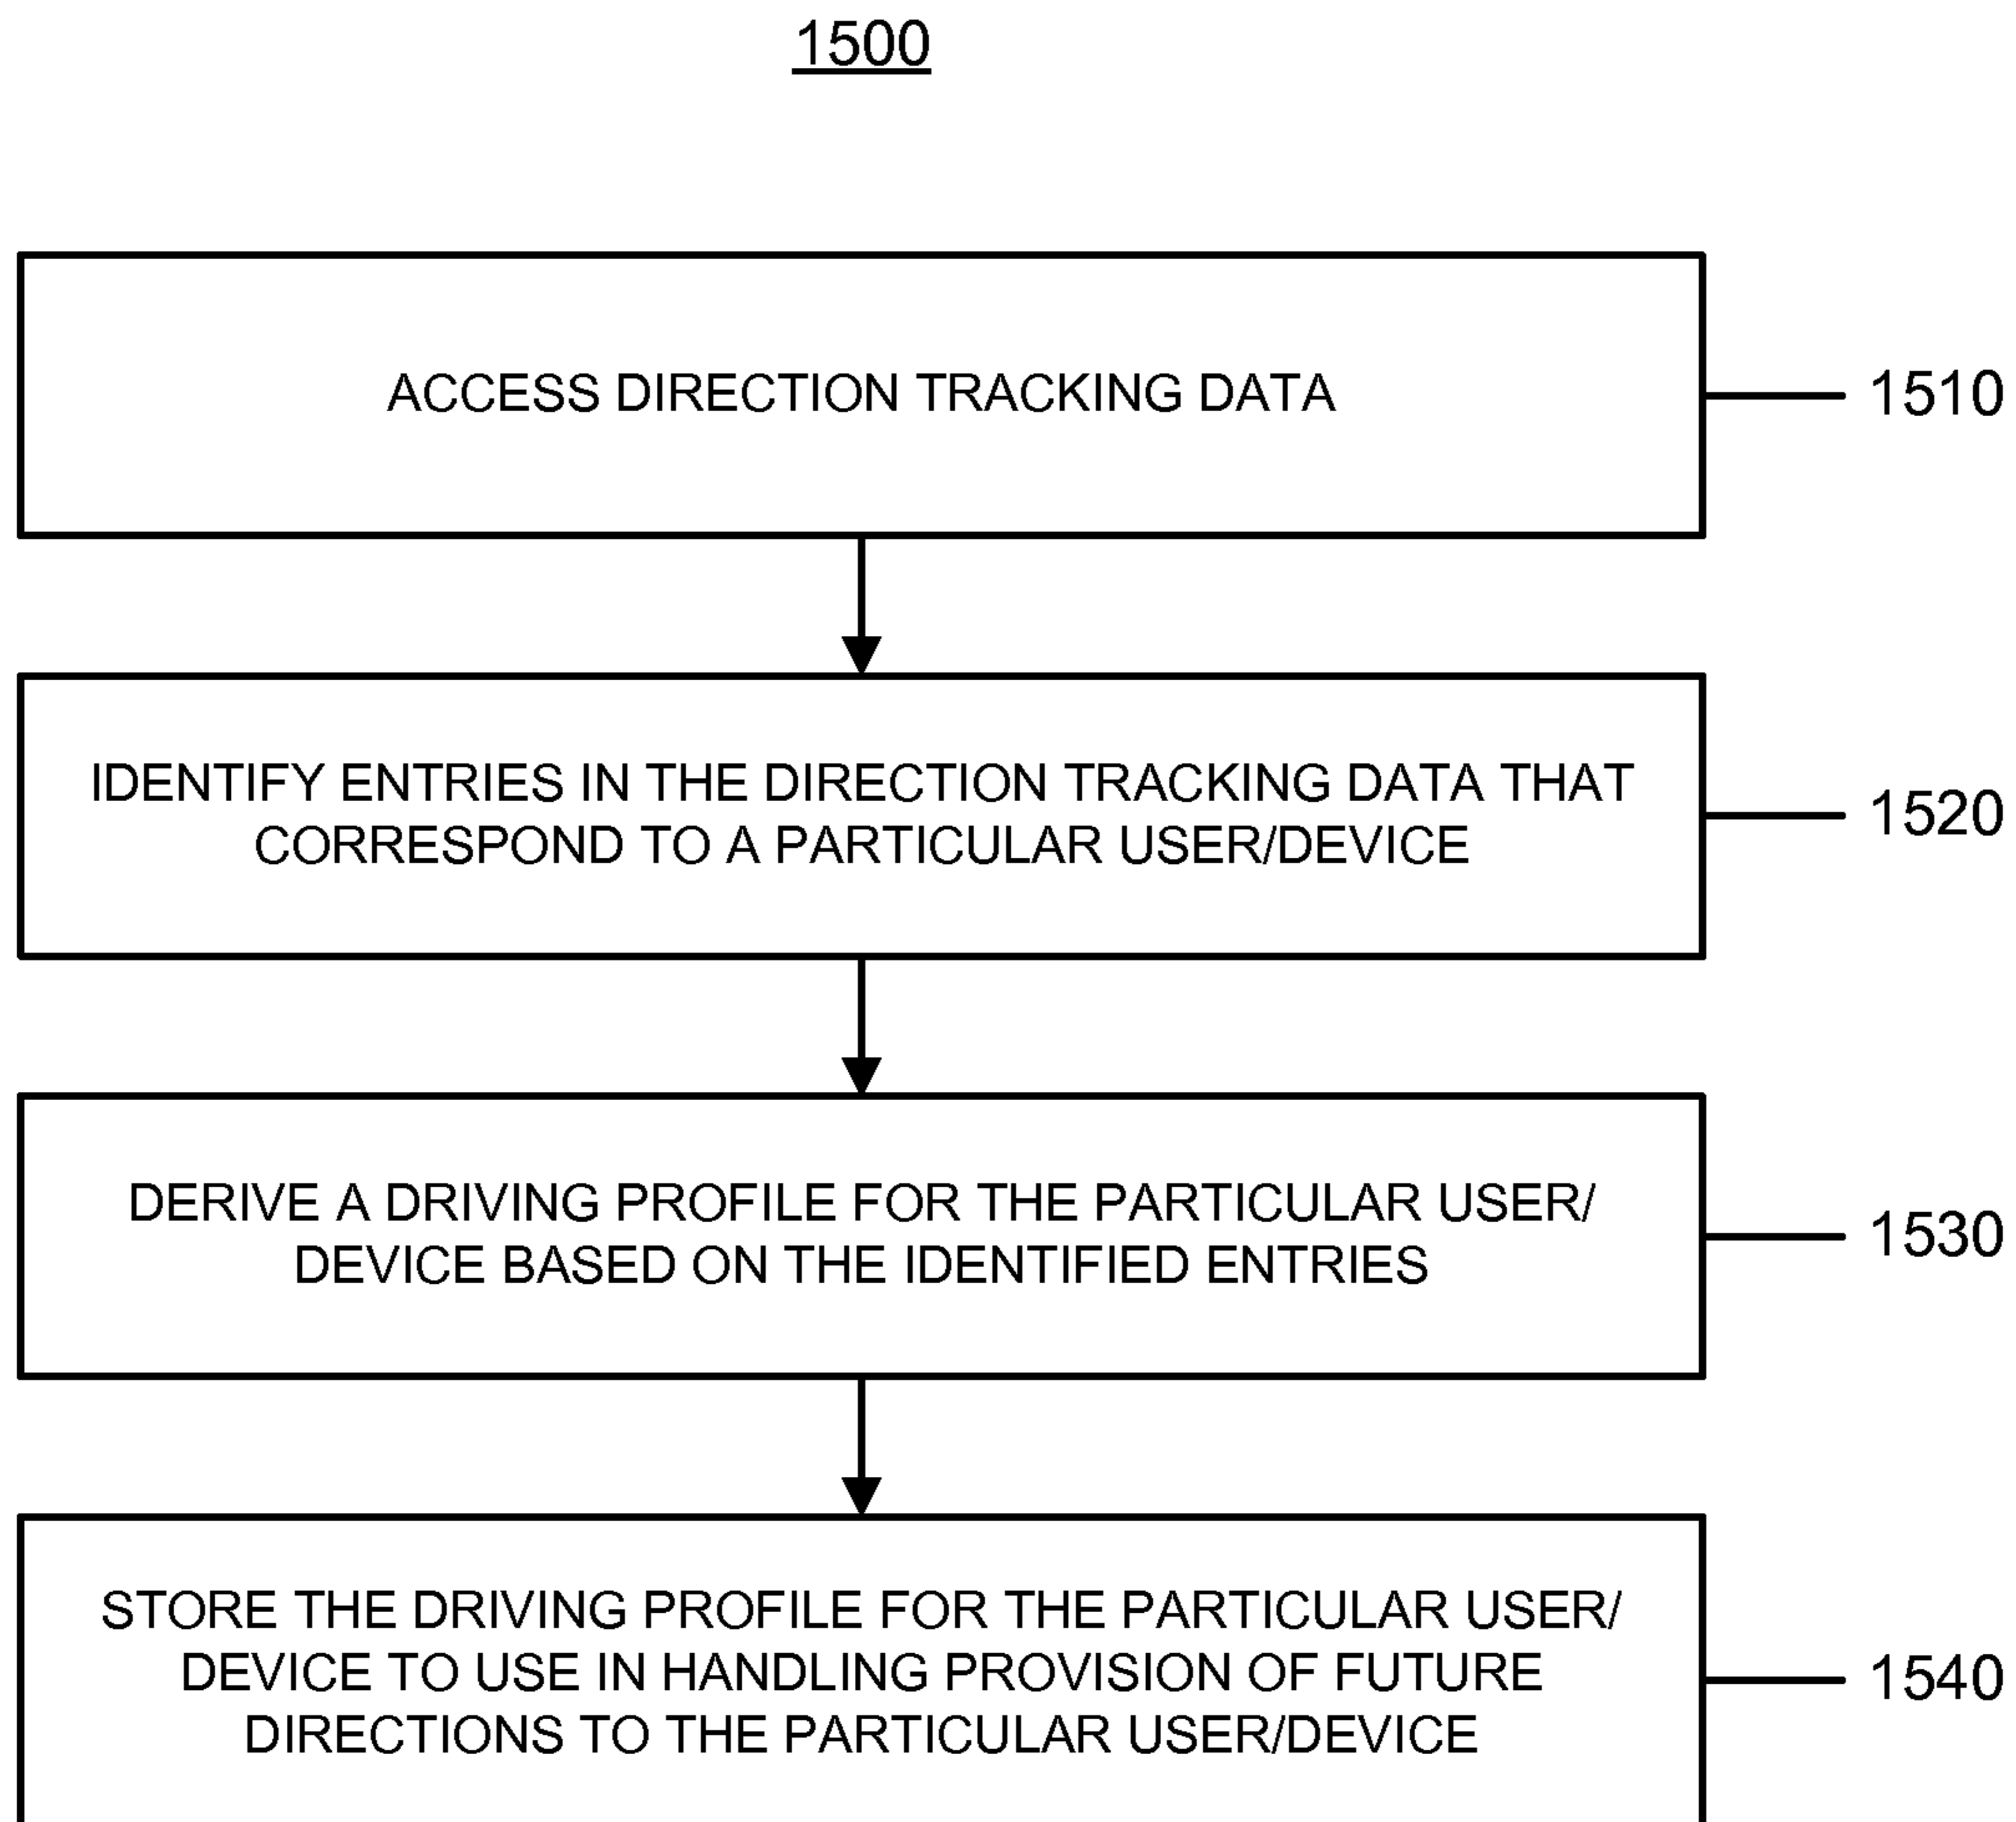 1500
ACCESS DIRECTION TRACKING DATA
1510
IDENTIFY ENTRIES IN THE DIRECTION TRACKING DATA THAT
CORRESPOND TO A PARTICULAR USER/DEVICE
1520
DERIVE A DRIVING PROFILE FOR THE PARTICULAR USER/
DEVICE BASED ON THE IDENTIFIED ENTRIES
1530
STORE THE DRIVING PROFILE FOR THE PARTICULAR USER/
DEVICE TO USE IN HANDLING PROVISION OF FUTURE
DIRECTIONS TO THE PARTICULAR USER/DEVICE
1540